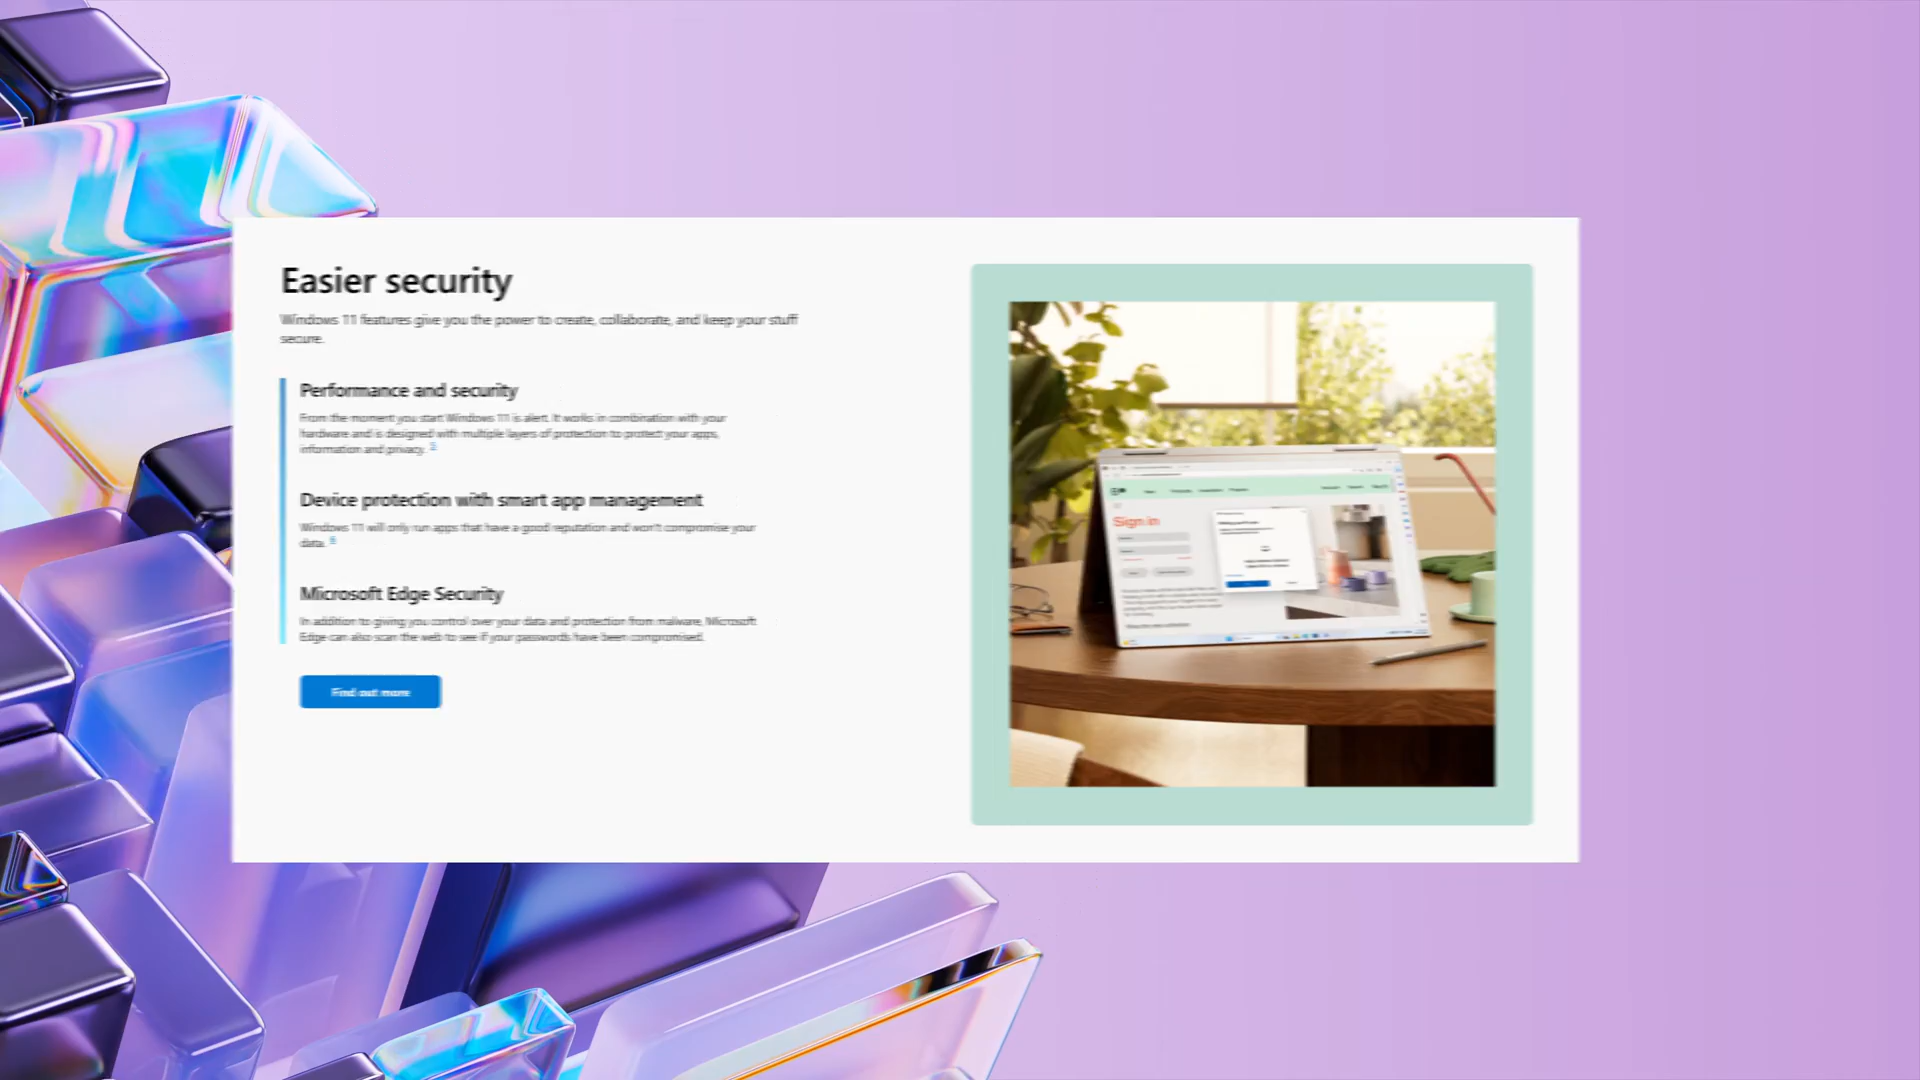 Easier security
Windows 11 features give you the power to create, collaborate, and keep your stuff
secure.
Performance and security
From the moment you start Windows 11 is alert. It works in combination with your
hardware and is designed with multiple layers of protection to protect your apps,
information and privacy.
Device protection with smart app management
Windows 11 will only run apps that have a good reputation and won't compromise your
data.
Microsoft Edge Security
In addition to giving you control over your data and protection from malware, Microsoft
Edge can also scan the web to see if your passwords have been compromised.
Find out more
Sign in